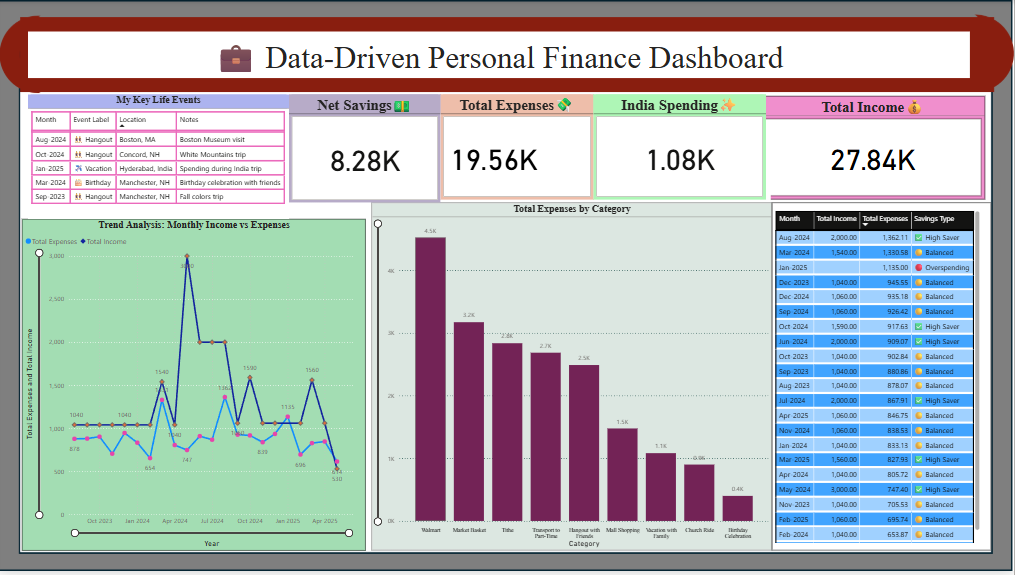 Data-Driven Personal Finance Dashboard
My Key Life Events
Month Event Label Location Notes
Aug-2024 Hangout Boston, MA Boston Museum visit
Oct-2024 Hangout Concord, NH White Mountains trip
Jan-2025 Vacation Hyderabad, India Spending during India trip
Mar-2024 Birthday Manchester, NH Birthday celebration with friends
Sep-2023 Hangout Manchester, NH Fall colors trip
Net Savings
8.28K
Total Expenses
19.56K
India Spending
1.08K
Total Income
27.84K
Trend Analysis: Monthly Income vs Expenses
Total Expenses Total Income
Total Expenses and Total Income
3,000
2,000
1,500
1,000
500
0
1040
1040
1540
1590
1560
878
654
747
839
1135
696
530
Oct 2023 Jan 2024 Apr 2024 Jul 2024 Oct 2024 Jan 2025 Apr 2025
Year
Total Expenses by Category
4K
3K
2K
1K
0K
4.5K
3.2K
2.8K
2.7K
2.5K
1.5K
1.1K
0.9K
0.4K
Walmart Market Basket Tithe Transport to Part-Time Hangout with Friends Mall Shopping Vacation with Family Church Ride Birthday Celebration
Category
Month Total Income Total Expenses Savings Type
Aug-2024 2,000.00 1,362.11 High Saver
Mar-2024 1,540.00 1,330.58 Balanced
Jan-2025 1,135.00 Overspending
Dec-2023 1,040.00 945.55 Balanced
Dec-2024 1,060.00 935.18 Balanced
Sep-2024 1,060.00 926.42 Balanced
Oct-2024 1,590.00 917.63 High Saver
Jun-2024 2,000.00 909.07 High Saver
Oct-2023 1,040.00 902.84 Balanced
Sep-2023 1,040.00 880.86 Balanced
Aug-2023 1,040.00 878.07 Balanced
Jul-2024 2,000.00 867.91 High Saver
Apr-2025 1,060.00 846.75 Balanced
Nov-2024 1,060.00 838.53 Balanced
Jan-2024 1,040.00 833.13 Balanced
Mar-2025 1,560.00 827.93 High Saver
Apr-2024 1,040.00 805.72 Balanced
May-2024 3,000.00 747.40 High Saver
Nov-2023 1,040.00 705.53 Balanced
Feb-2025 1,060.00 695.74 Balanced
Feb-2024 1,040.00 653.87 Balanced